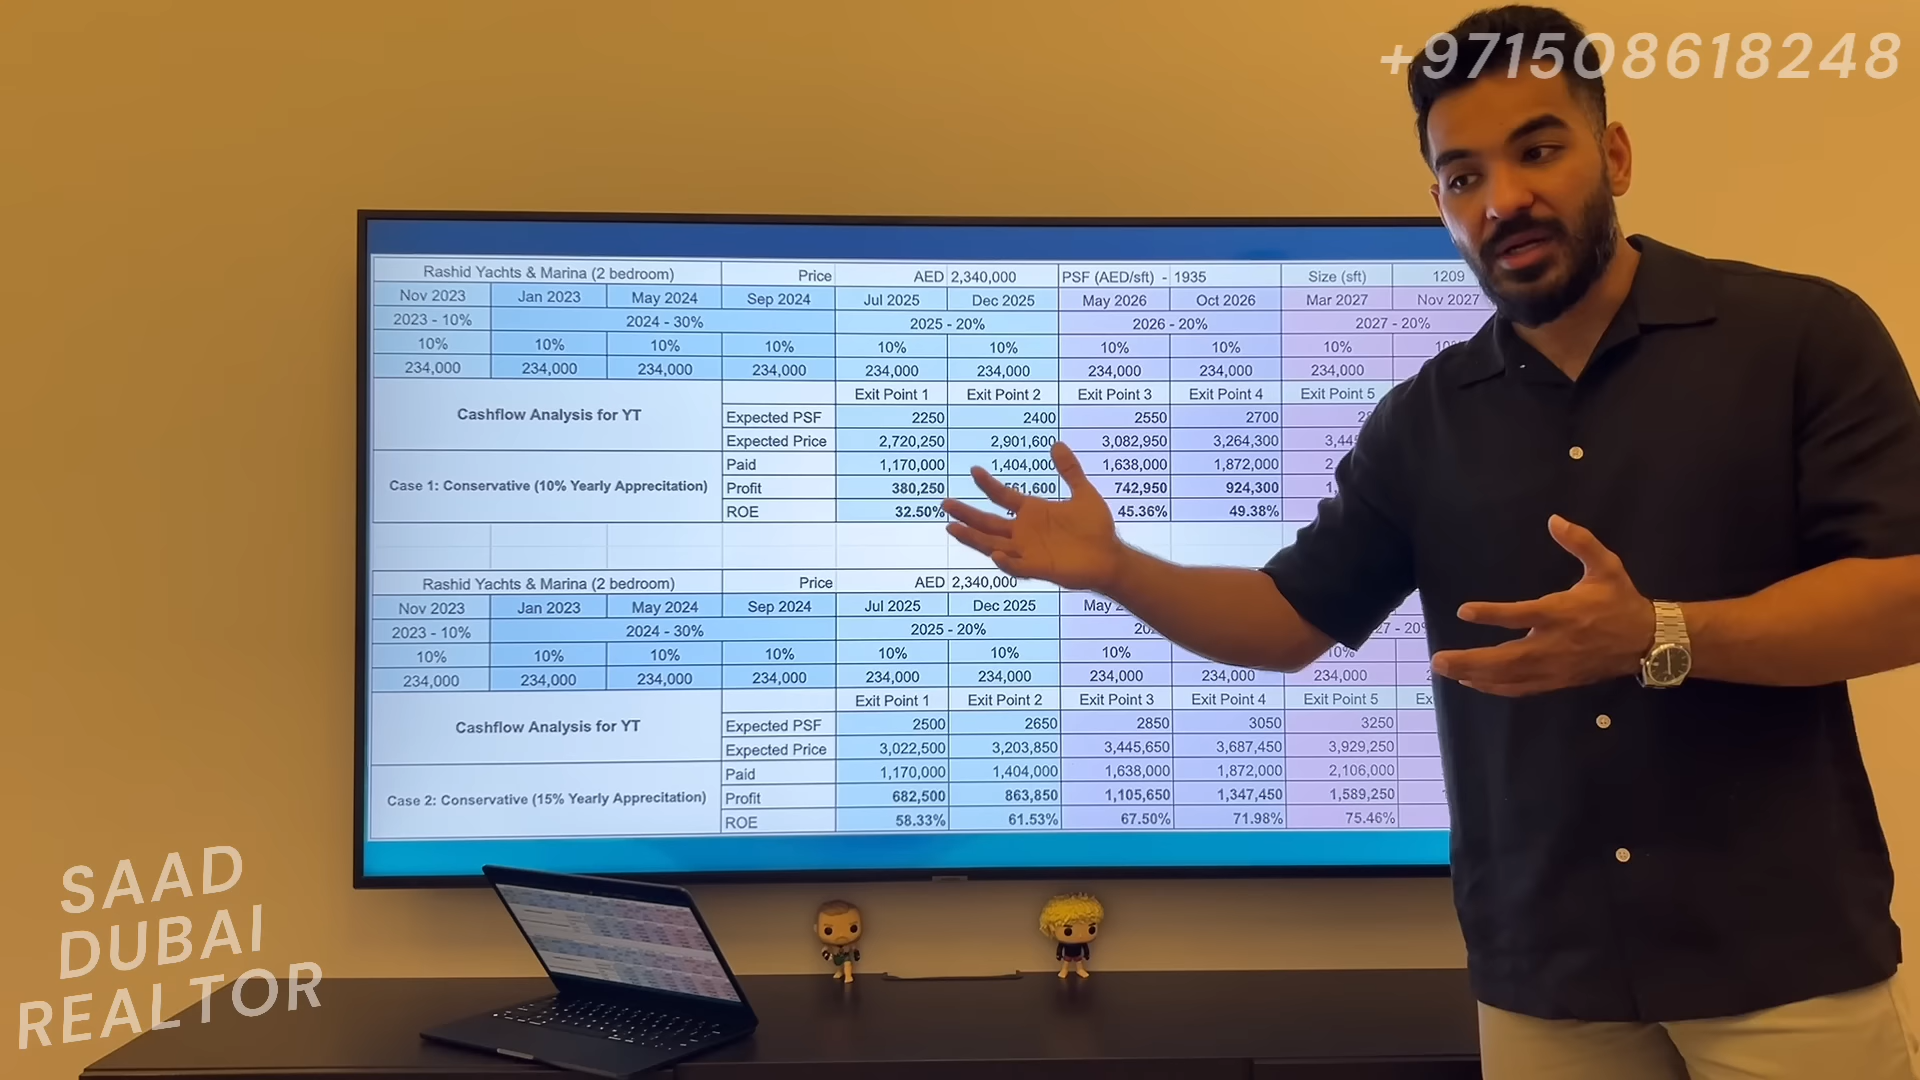 +971508618248
Rashid Yachts & Marina (2 bedroom) Price AED 2,340,000 PSF (AED/sft) - 1935 Size (sft) 1209
Nov 2023 Jan 2023 May 2024 Sep 2024 Jul 2025 Dec 2025 May 2026 Oct 2026 Mar 2027 Nov 2027
2023 - 10% 2024 - 30% 2025 - 20% 2026 - 20% 2027 - 20%
10% 10% 10% 10% 10% 10% 10% 10% 10%
234,000 234,000 234,000 234,000 234,000 234,000 234,000 234,000 234,000
Exit Point 1 Exit Point 2 Exit Point 3 Exit Point 4 Exit Point 5
Cashflow Analysis for YT
Expected PSF 2250 2400 2550 2700
Expected Price 2,720,250 2,901,600 3,082,950 3,264,300
Paid 1,170,000 1,404,000 1,638,000 1,872,000
Case 1: Conservative (10% Yearly Apprecitation)
Profit 380,250 742,950 924,300
ROE 32.50% 45.36% 49.38%
Rashid Yachts & Marina (2 bedroom) Price AED 2,340,000
Nov 2023 Jan 2023 May 2024 Sep 2024 Jul 2025 Dec 2025 May
2023 - 10% 2024 - 30% 2025 - 20%
10% 10% 10% 10% 10% 10% 10% 10%
234,000 234,000 234,000 234,000 234,000 234,000 234,000 234,000 234,000
Exit Point 1 Exit Point 2 Exit Point 3 Exit Point 4 Exit Point 5
Cashflow Analysis for YT
Expected PSF 2500 2650 2850 3050 3250
Expected Price 3,022,500 3,203,850 3,445,650 3,687,450 3,929,250
Paid 1,170,000 1,404,000 1,638,000 1,872,000 2,106,000
Case 2: Conservative (15% Yearly Apprecitation)
Profit 682,500 863,850 1,105,650 1,347,450 1,589,250
ROE 58.33% 61.53% 67.50% 71.98% 75.46%
SAAD
DUBAI
REALTOR